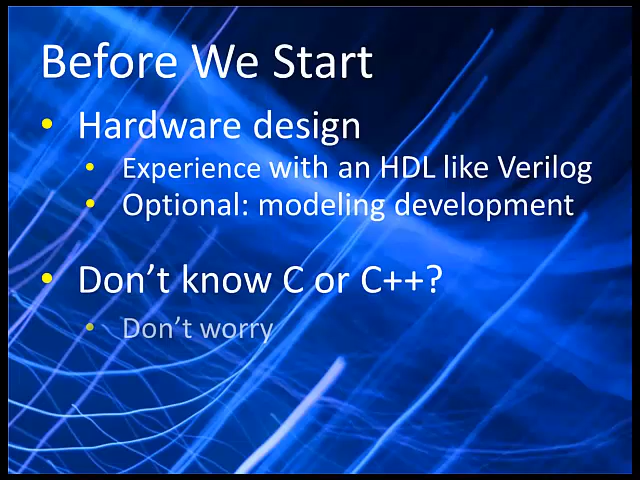 Before We Start
• Hardware design
• Experience with an HDL like Verilog
• Optional: modeling development
• Don’t know C or C++?
• Don’t worry